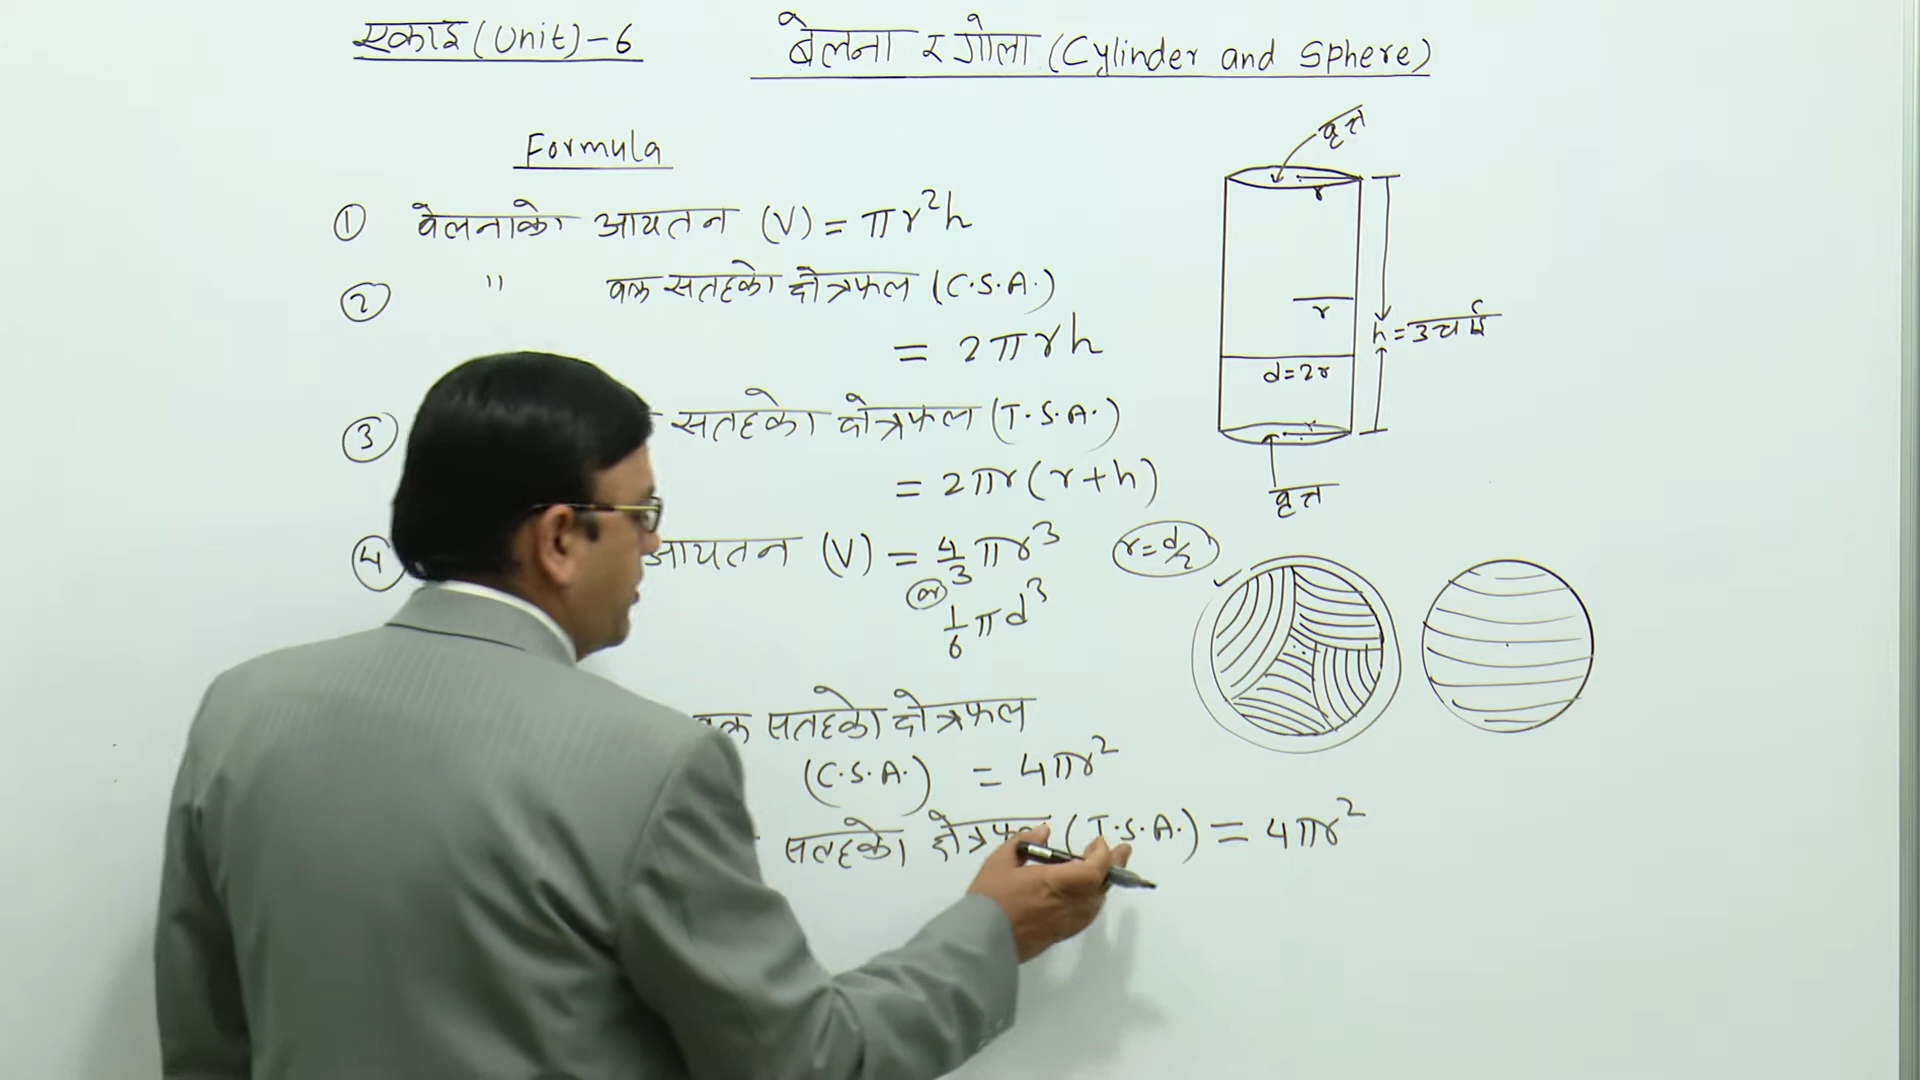 एकाइ (Unit) - 6
बेलना र गोला (Cylinder and Sphere)
Formula
① बेलनाको आयतन (V) = πr²h
② " वक्र सतहको क्षेत्रफल (C.S.A.)
= 2πrh
③ सतहको क्षेत्रफल (T.S.A.)
= 2πr(r+h)
④ आयतन (V) = 4/3 πr³
or
1/6 πd³
वक्र सतहको क्षेत्रफल
(C.S.A.) = 4πr²
सतहको क्षेत्रफल (T.S.A.) = 4πr²
वृत्त
r
r
h = उचाई
d = 2r
r
वृत्त
r = d/2